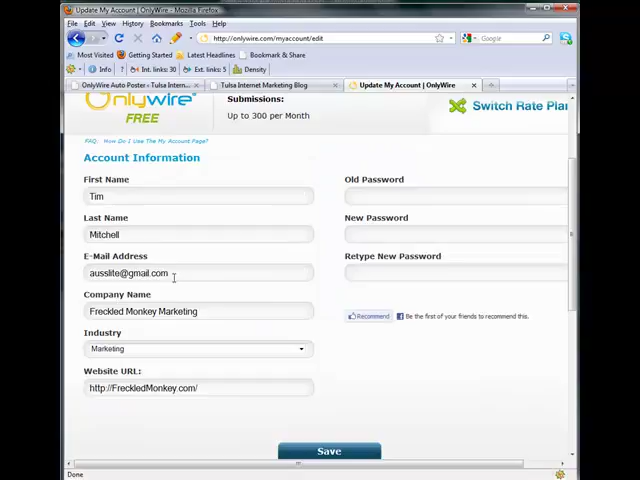 Update My Account | OnlyWire - Mozilla Firefox
File Edit View History Bookmarks Tools Help
http://onlywire.com/myaccount/edit
Google
Most Visited Getting Started Latest Headlines Bookmark & Share
Info Int. links: 30 Ext. links: 5 Density
OnlyWire Auto Poster - Tulsa Intern... Tulsa Internet Marketing Blog Update My Account | OnlyWire
Onlywire
FREE
Submissions:
Up to 300 per Month
Switch Rate Plan
FAQ: How Do I Use The My Account Page?
Account Information
First Name Old Password
Tim
Last Name New Password
Mitchell
E-Mail Address Retype New Password
ausslite@gmail.com
Company Name
Freckled Monkey Marketing
Recommend Be the first of your friends to recommend this.
Industry
Marketing
Website URL:
http://FreckledMonkey.com/
Save
Done